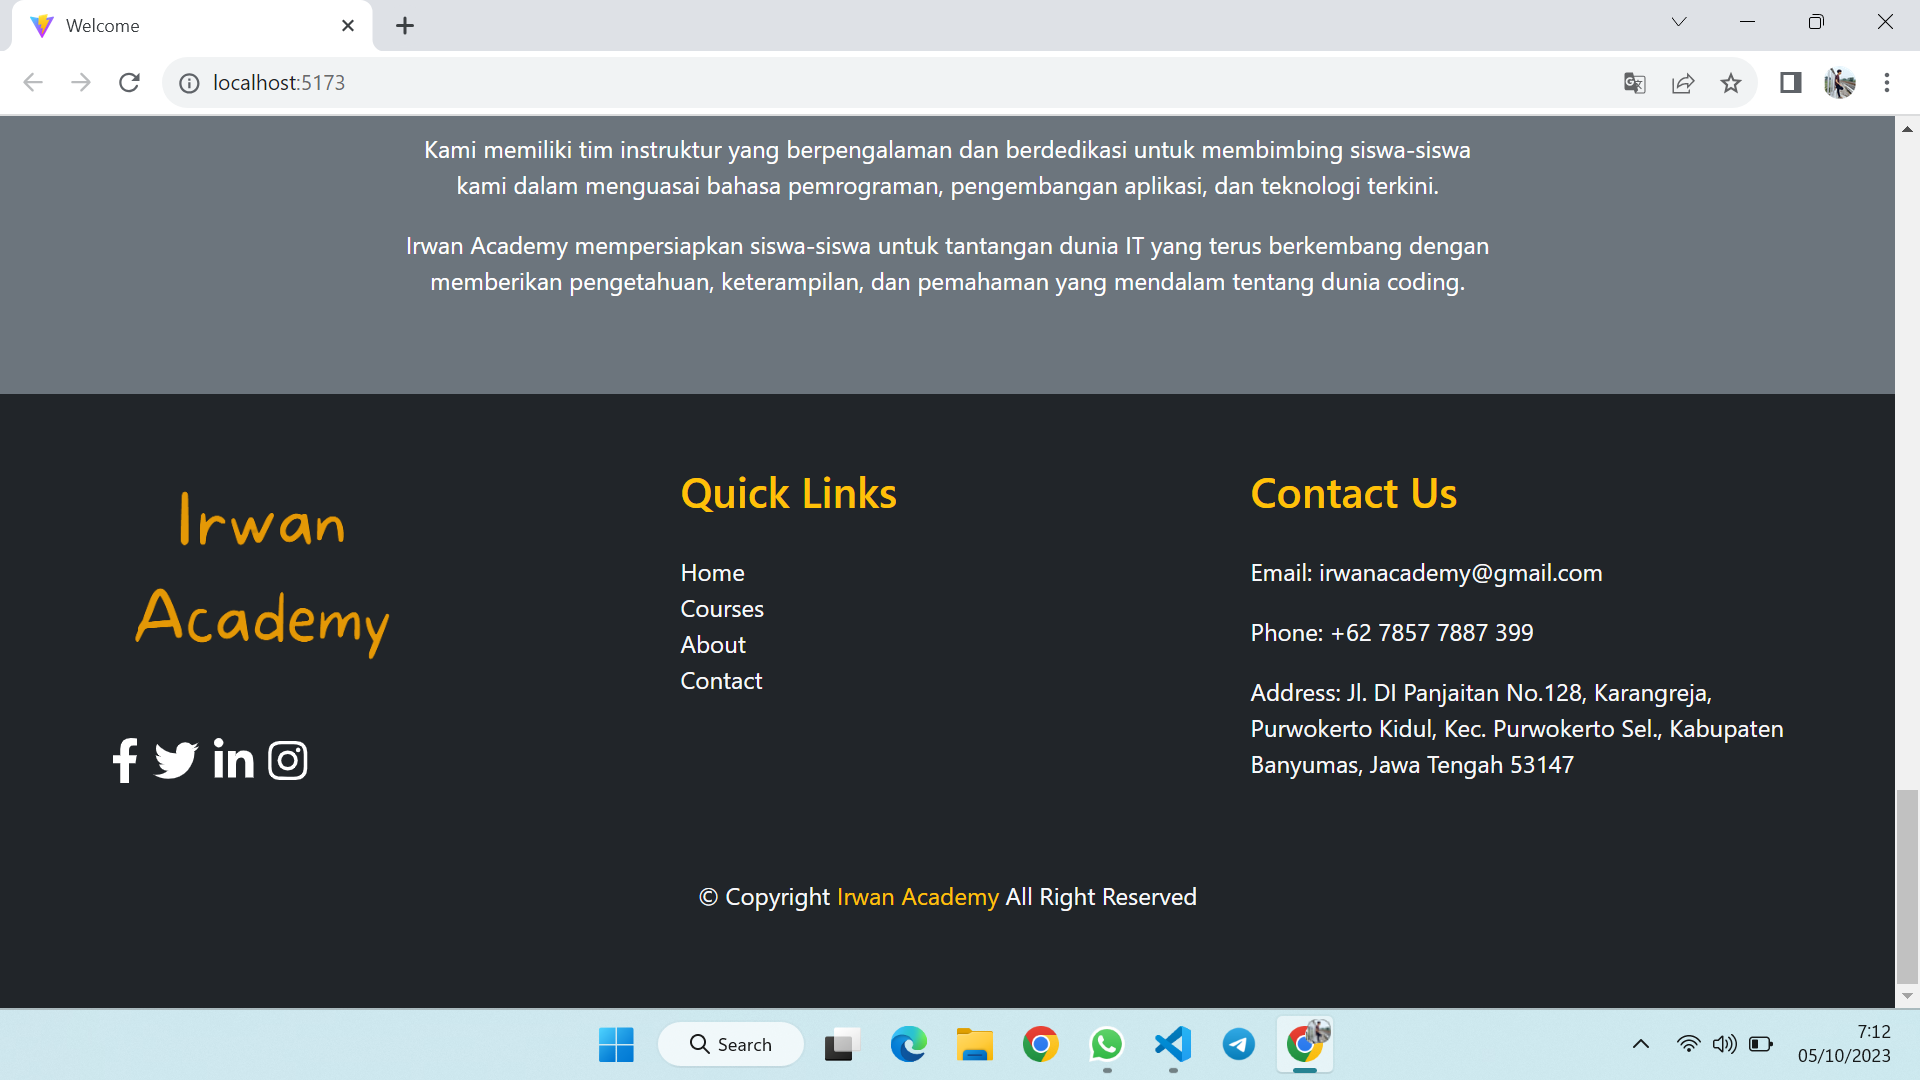 Welcome
localhost:5173
Kami memiliki tim instruktur yang berpengalaman dan berdedikasi untuk membimbing siswa-siswa
kami dalam menguasai bahasa pemrograman, pengembangan aplikasi, dan teknologi terkini.
Irwan Academy mempersiapkan siswa-siswa untuk tantangan dunia IT yang terus berkembang dengan
memberikan pengetahuan, keterampilan, dan pemahaman yang mendalam tentang dunia coding.
Irwan
Academy
Quick Links
Home
Courses
About
Contact
Contact Us
Email: irwanacademy@gmail.com
Phone: +62 7857 7887 399
Address: Jl. DI Panjaitan No.128, Karangreja,
Purwokerto Kidul, Kec. Purwokerto Sel., Kabupaten
Banyumas, Jawa Tengah 53147
© Copyright Irwan Academy All Right Reserved
Search
7:12
05/10/2023